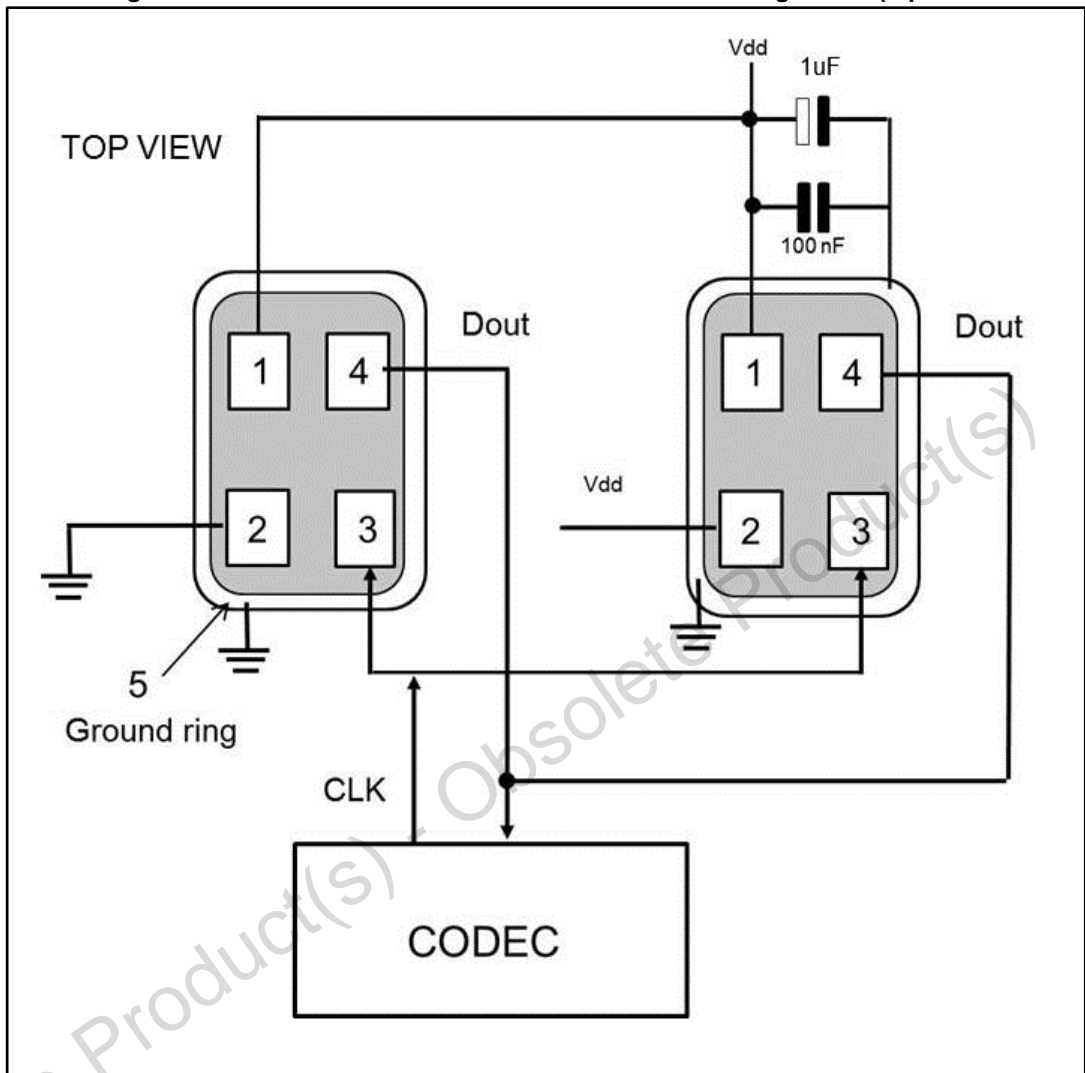 Vdd
1uF
TOP VIEW
100 nF
Dout
Dout
1
4
1
4
Vdd
2
3
2
3
5
Ground ring
CLK
CODEC
Product(s) - Obsolete Product(s)